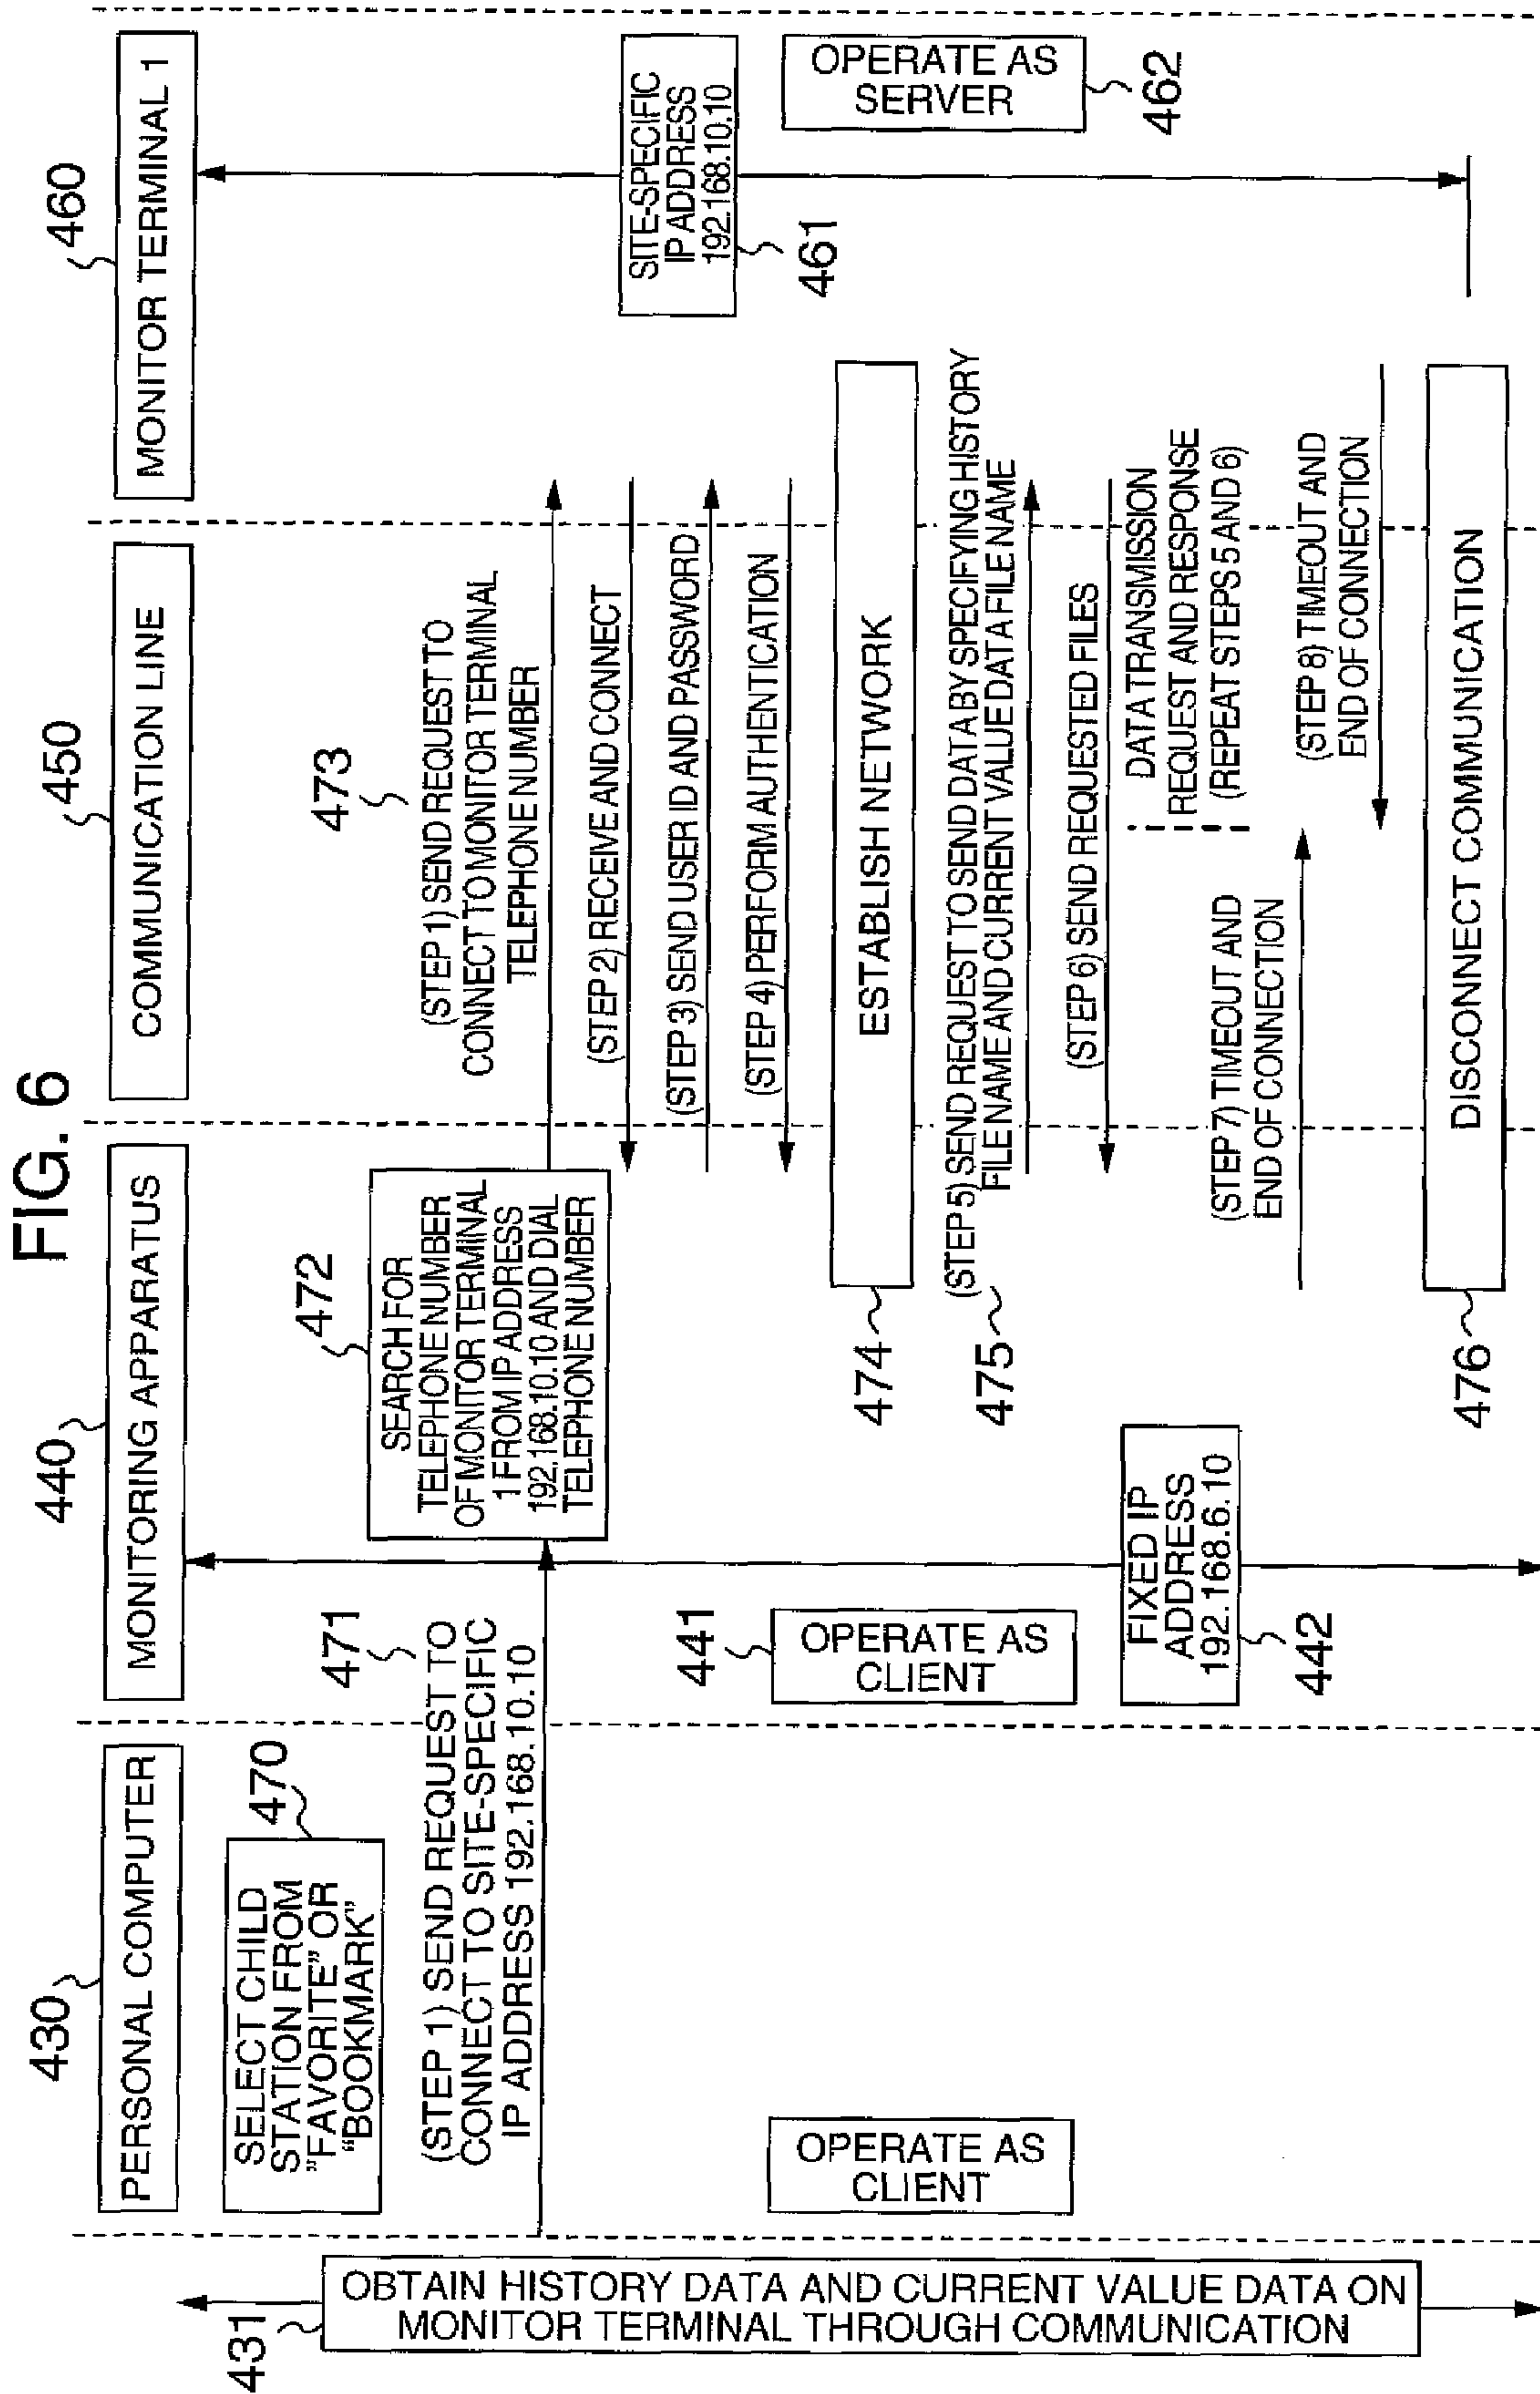 FIG. 6
430
PERSONAL COMPUTER
440
MONITORING APPARATUS
450
COMMUNICATION LINE
460
MONITOR TERMINAL 1
431
OBTAIN HISTORY DATA AND CURRENT VALUE DATA ON
MONITOR TERMINAL THROUGH COMMUNICATION
470
SELECT CHILD
STATION FROM
"FAVORITE" OR
"BOOKMARK"
471
(STEP 1) SEND REQUEST TO
CONNECT TO SITE-SPECIFIC
IP ADDRESS 192.168.10.10
OPERATE AS
CLIENT
472
SEARCH FOR
TELEPHONE NUMBER
OF MONITOR TERMINAL
1 FROM IP ADDRESS
192.168.10.10 AND DIAL
TELEPHONE NUMBER
441
OPERATE AS
CLIENT
FIXED IP
ADDRESS
192.168.6.10
442
473
(STEP 1) SEND REQUEST TO
CONNECT TO MONITOR TERMINAL
TELEPHONE NUMBER
(STEP 2) RECEIVE AND CONNECT
(STEP 3) SEND USER ID AND PASSWORD
(STEP 4) PERFORM AUTHENTICATION
474
ESTABLISH NETWORK
475
(STEP 5) SEND REQUEST TO SEND DATA BY SPECIFYING HISTORY
FILE NAME AND CURRENT VALUE DATA FILE NAME
(STEP 6) SEND REQUESTED FILES
DATA TRANSMISSION
REQUEST AND RESPONSE
(REPEAT STEPS 5 AND 6)
(STEP 7) TIMEOUT AND
END OF CONNECTION
(STEP 8) TIMEOUT AND
END OF CONNECTION
476
DISCONNECT COMMUNICATION
SITE-SPECIFIC
IP ADDRESS
192.168.10.10
461
OPERATE AS
SERVER
462